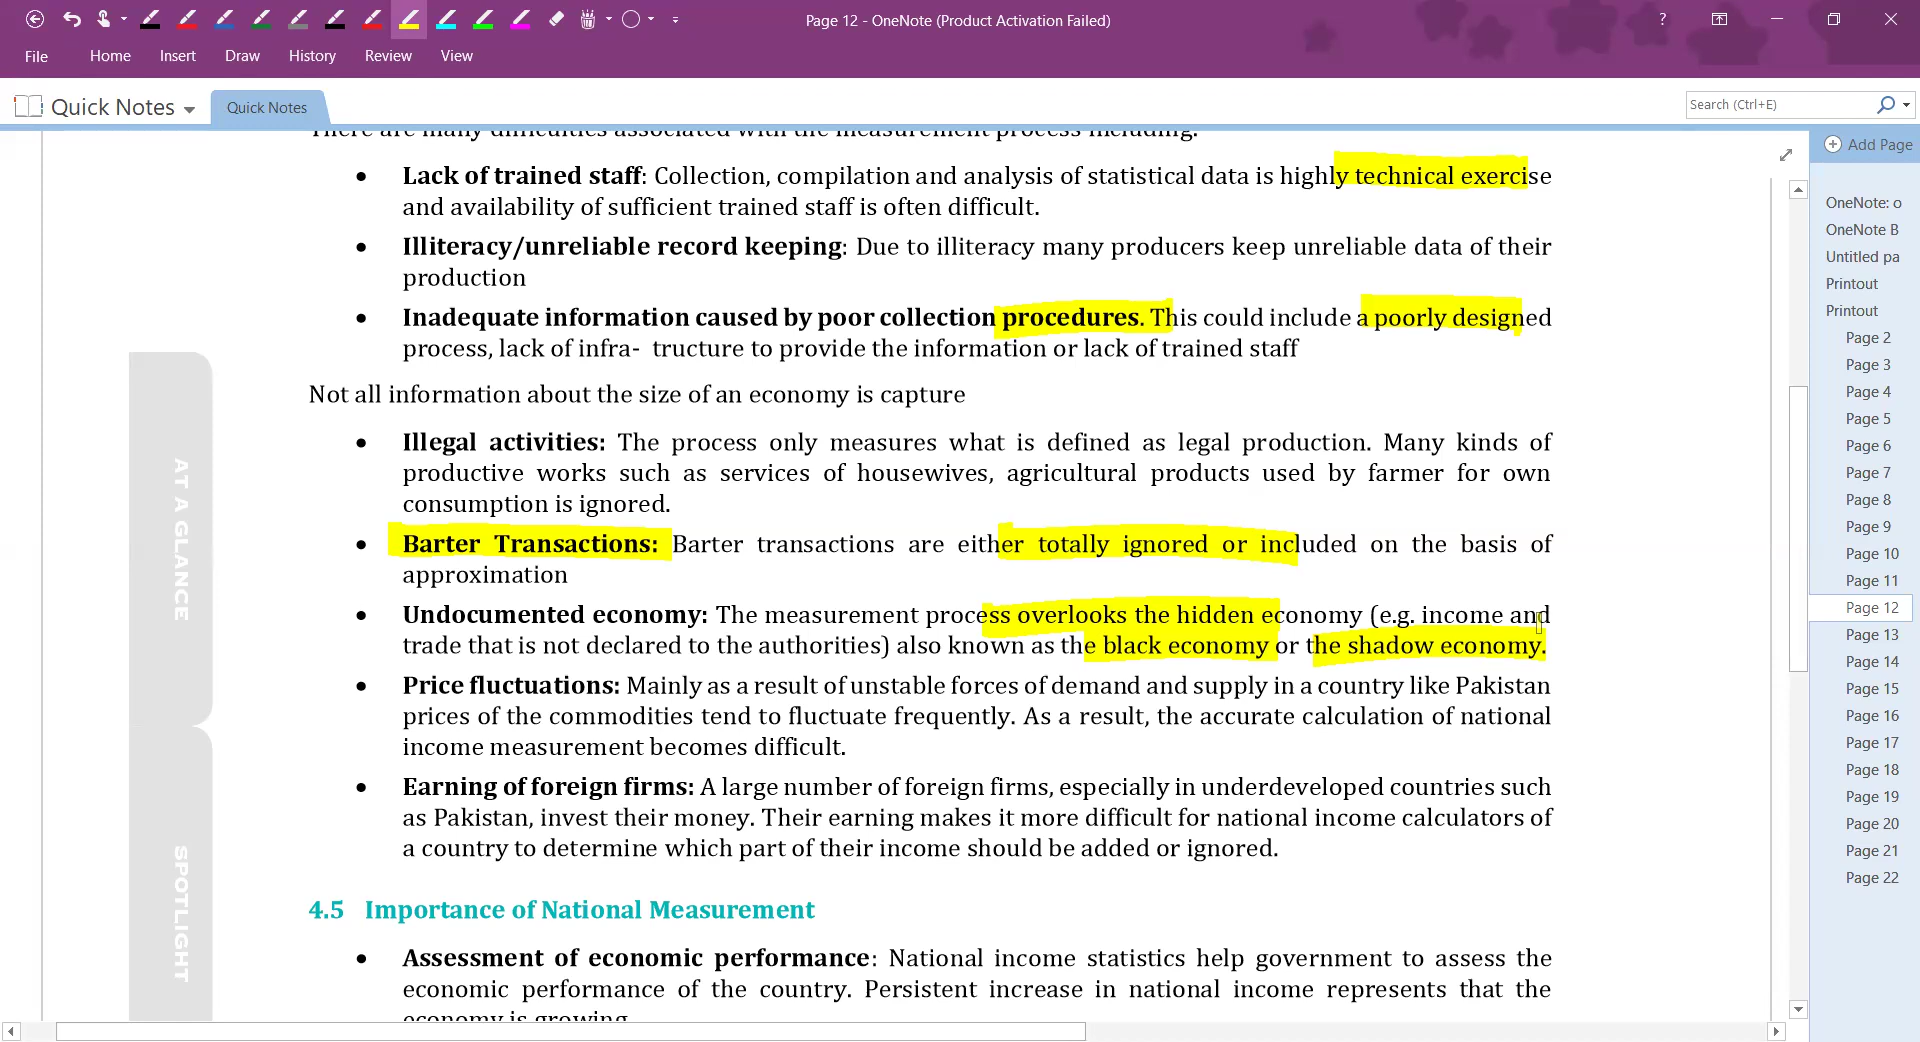 Page 12 - OneNote (Product Activation Failed)
?
File Home Insert Draw History Review View
Quick Notes
Quick Notes
Search (Ctrl+E)
There are many difficulties associated with the measurement process including:
• Lack of trained staff: Collection, compilation and analysis of statistical data is highly technical exercise
and availability of sufficient trained staff is often difficult.
• Illiteracy/unreliable record keeping: Due to illiteracy many producers keep unreliable data of their
production
• Inadequate information caused by poor collection procedures. This could include a poorly designed
process, lack of infra- tructure to provide the information or lack of trained staff
Not all information about the size of an economy is capture
• Illegal activities: The process only measures what is defined as legal production. Many kinds of
productive works such as services of housewives, agricultural products used by farmer for own
consumption is ignored.
• Barter Transactions: Barter transactions are either totally ignored or included on the basis of
approximation
• Undocumented economy: The measurement process overlooks the hidden economy (e.g. income and
trade that is not declared to the authorities) also known as the black economy or the shadow economy.
• Price fluctuations: Mainly as a result of unstable forces of demand and supply in a country like Pakistan
prices of the commodities tend to fluctuate frequently. As a result, the accurate calculation of national
income measurement becomes difficult.
• Earning of foreign firms: A large number of foreign firms, especially in underdeveloped countries such
as Pakistan, invest their money. Their earning makes it more difficult for national income calculators of
a country to determine which part of their income should be added or ignored.
4.5 Importance of National Measurement
• Assessment of economic performance: National income statistics help government to assess the
economic performance of the country. Persistent increase in national income represents that the
economy is growing
AT A GLANCE
SPOTLIGHT
Add Page
OneNote: o
OneNote B
Untitled pa
Printout
Printout
Page 2
Page 3
Page 4
Page 5
Page 6
Page 7
Page 8
Page 9
Page 10
Page 11
Page 12
Page 13
Page 14
Page 15
Page 16
Page 17
Page 18
Page 19
Page 20
Page 21
Page 22